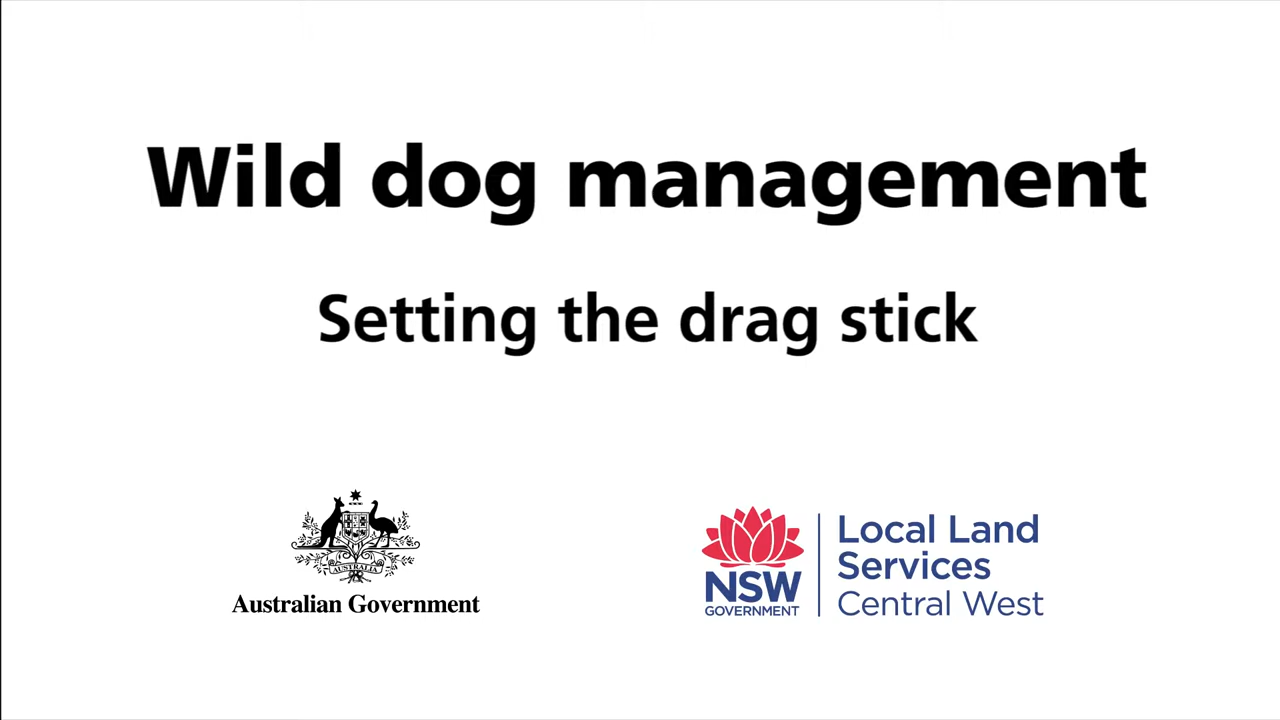 Wild dog management
Setting the drag stick
AUSTRALIA
Australian Government
NSW
GOVERNMENT
Local Land
Services
Central West